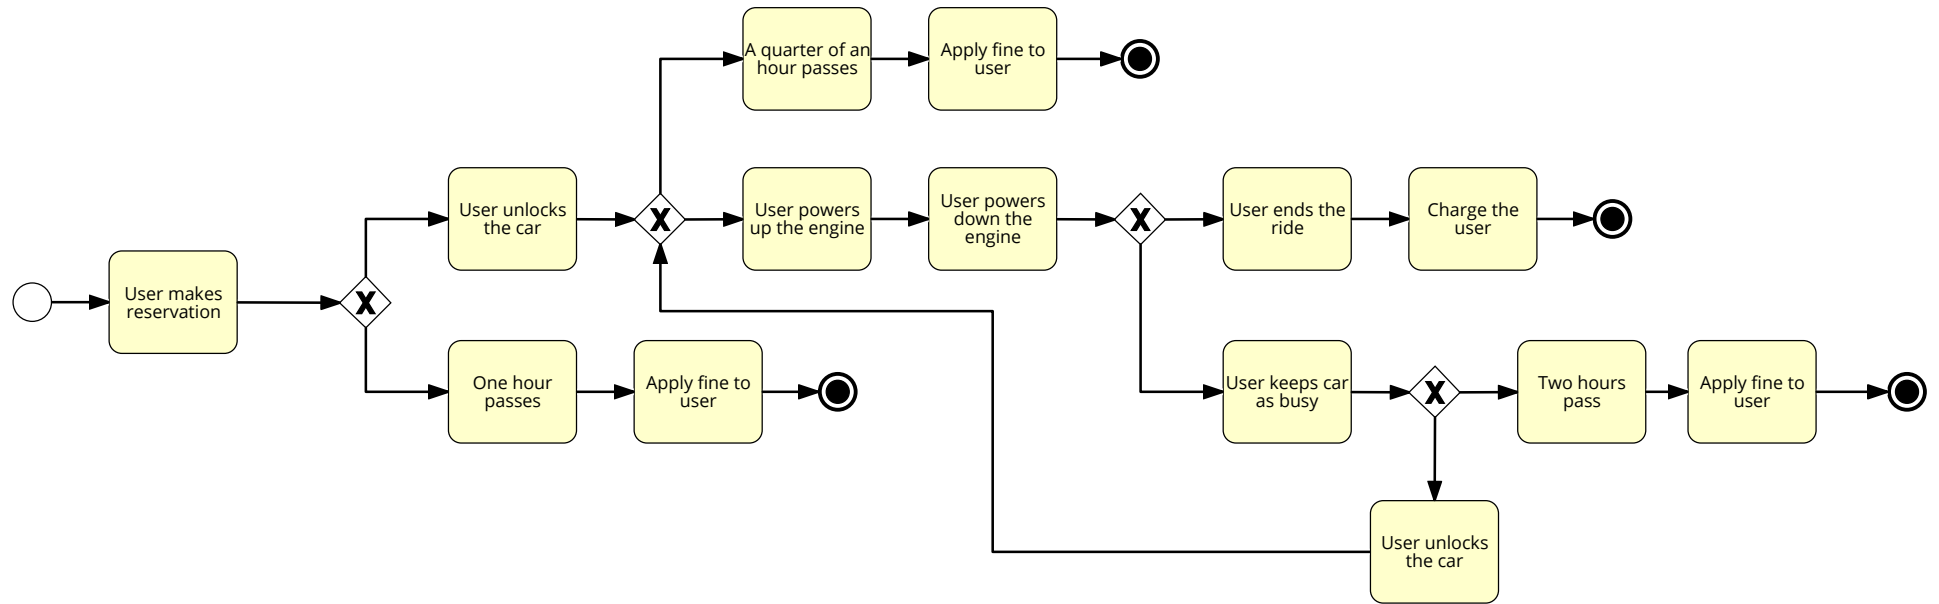 A quarter of an
hour passes
Apply fine to
user
User unlocks
the car
X
User powers
up the engine
User powers
down the
engine
X
User ends the
ride
Charge the
user
User makes
reservation
X
One hour
passes
Apply fine to
user
User keeps car
as busy
X
Two hours
pass
Apply fine to
user
User unlocks
the car